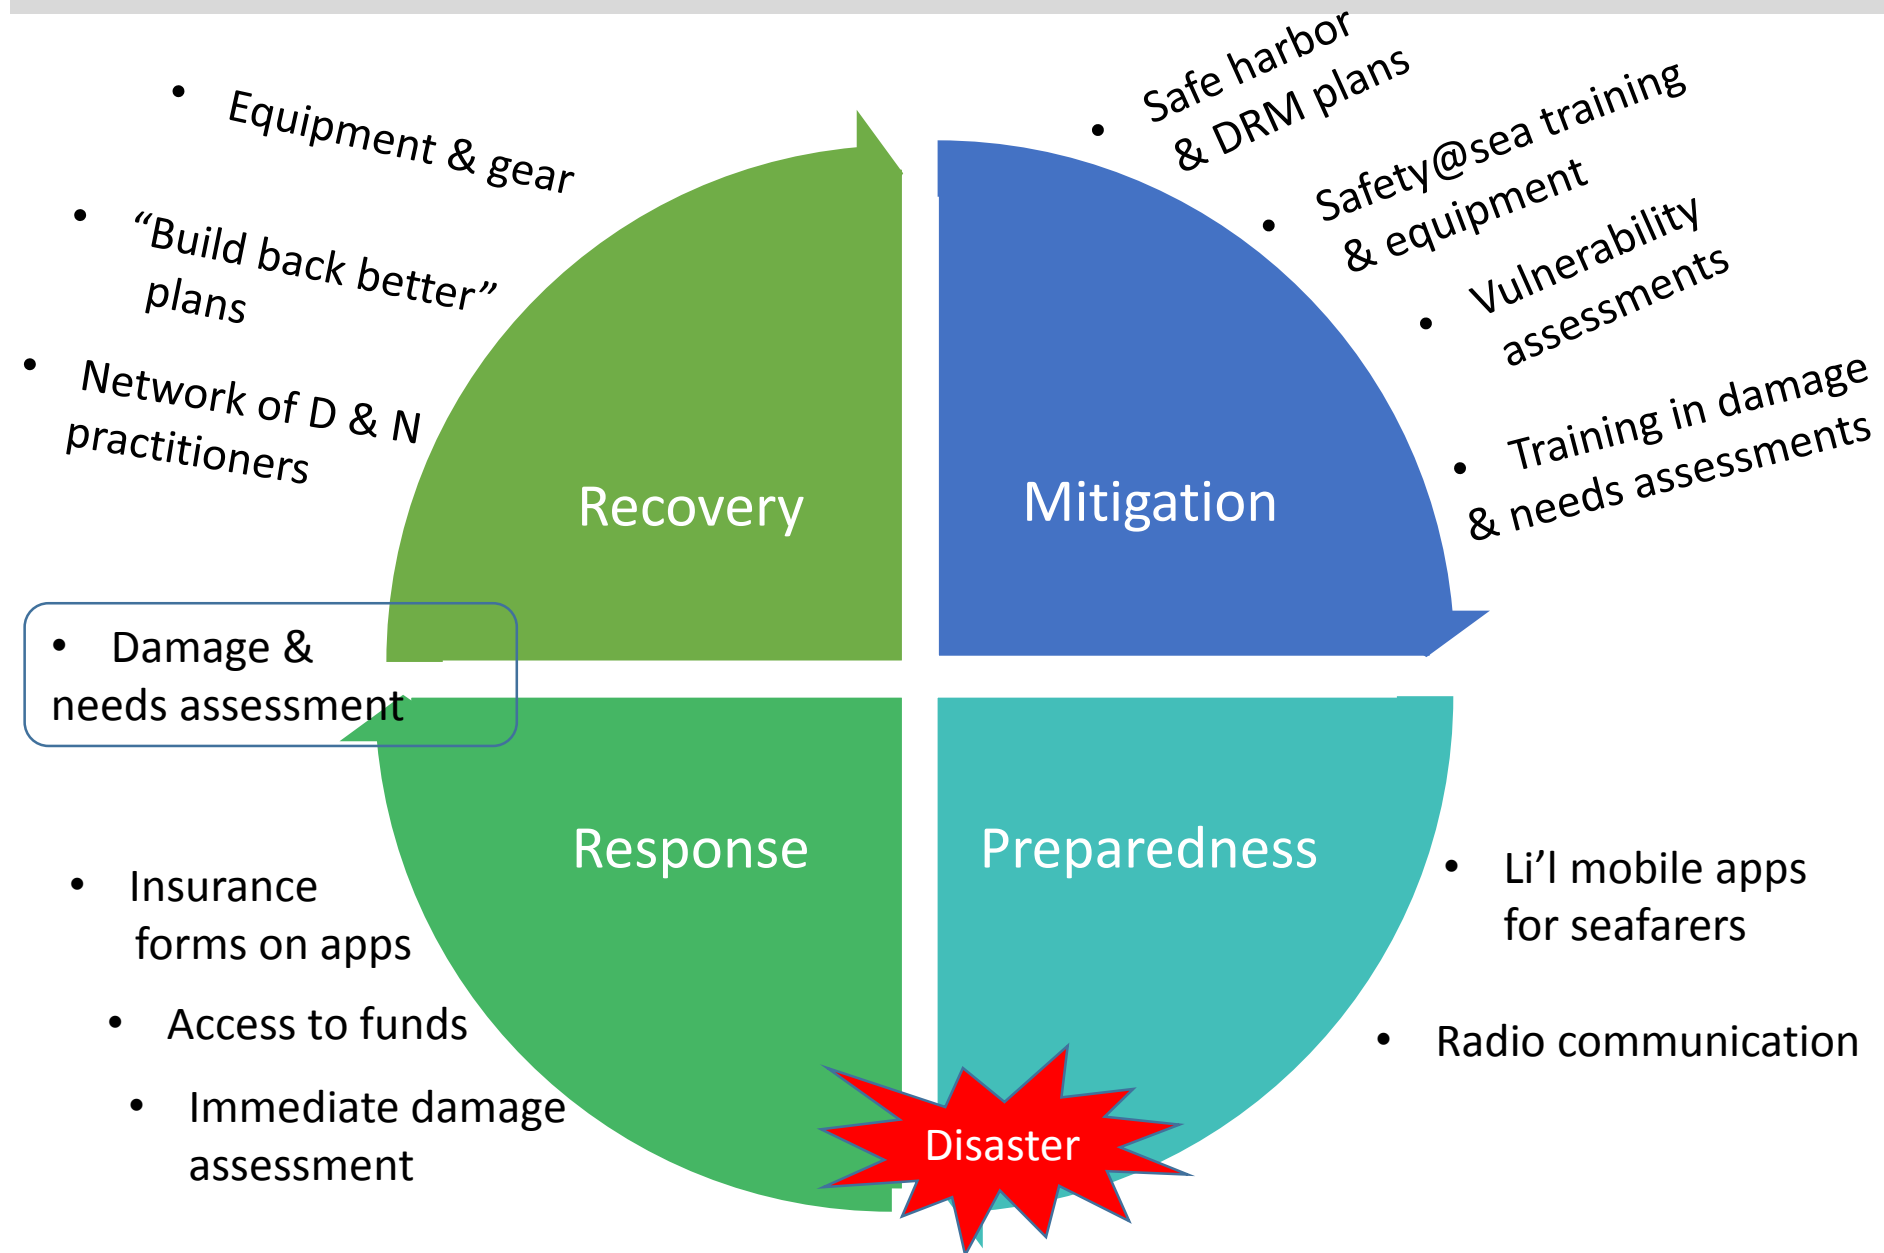 • Equipment & gear
• “Build back better”
plans
• Network of D & N
practitioners
• Safe harbor
& DRM plans
• Safety@sea training
& equipment
• Vulnerability
assessments
• Training in damage
& needs assessments
Recovery
Mitigation
• Damage &
needs assessment
Response
Preparedness
• Insurance
forms on apps
• Access to funds
• Immediate damage
assessment
• Li’l mobile apps
for seafarers
• Radio communication
Disaster